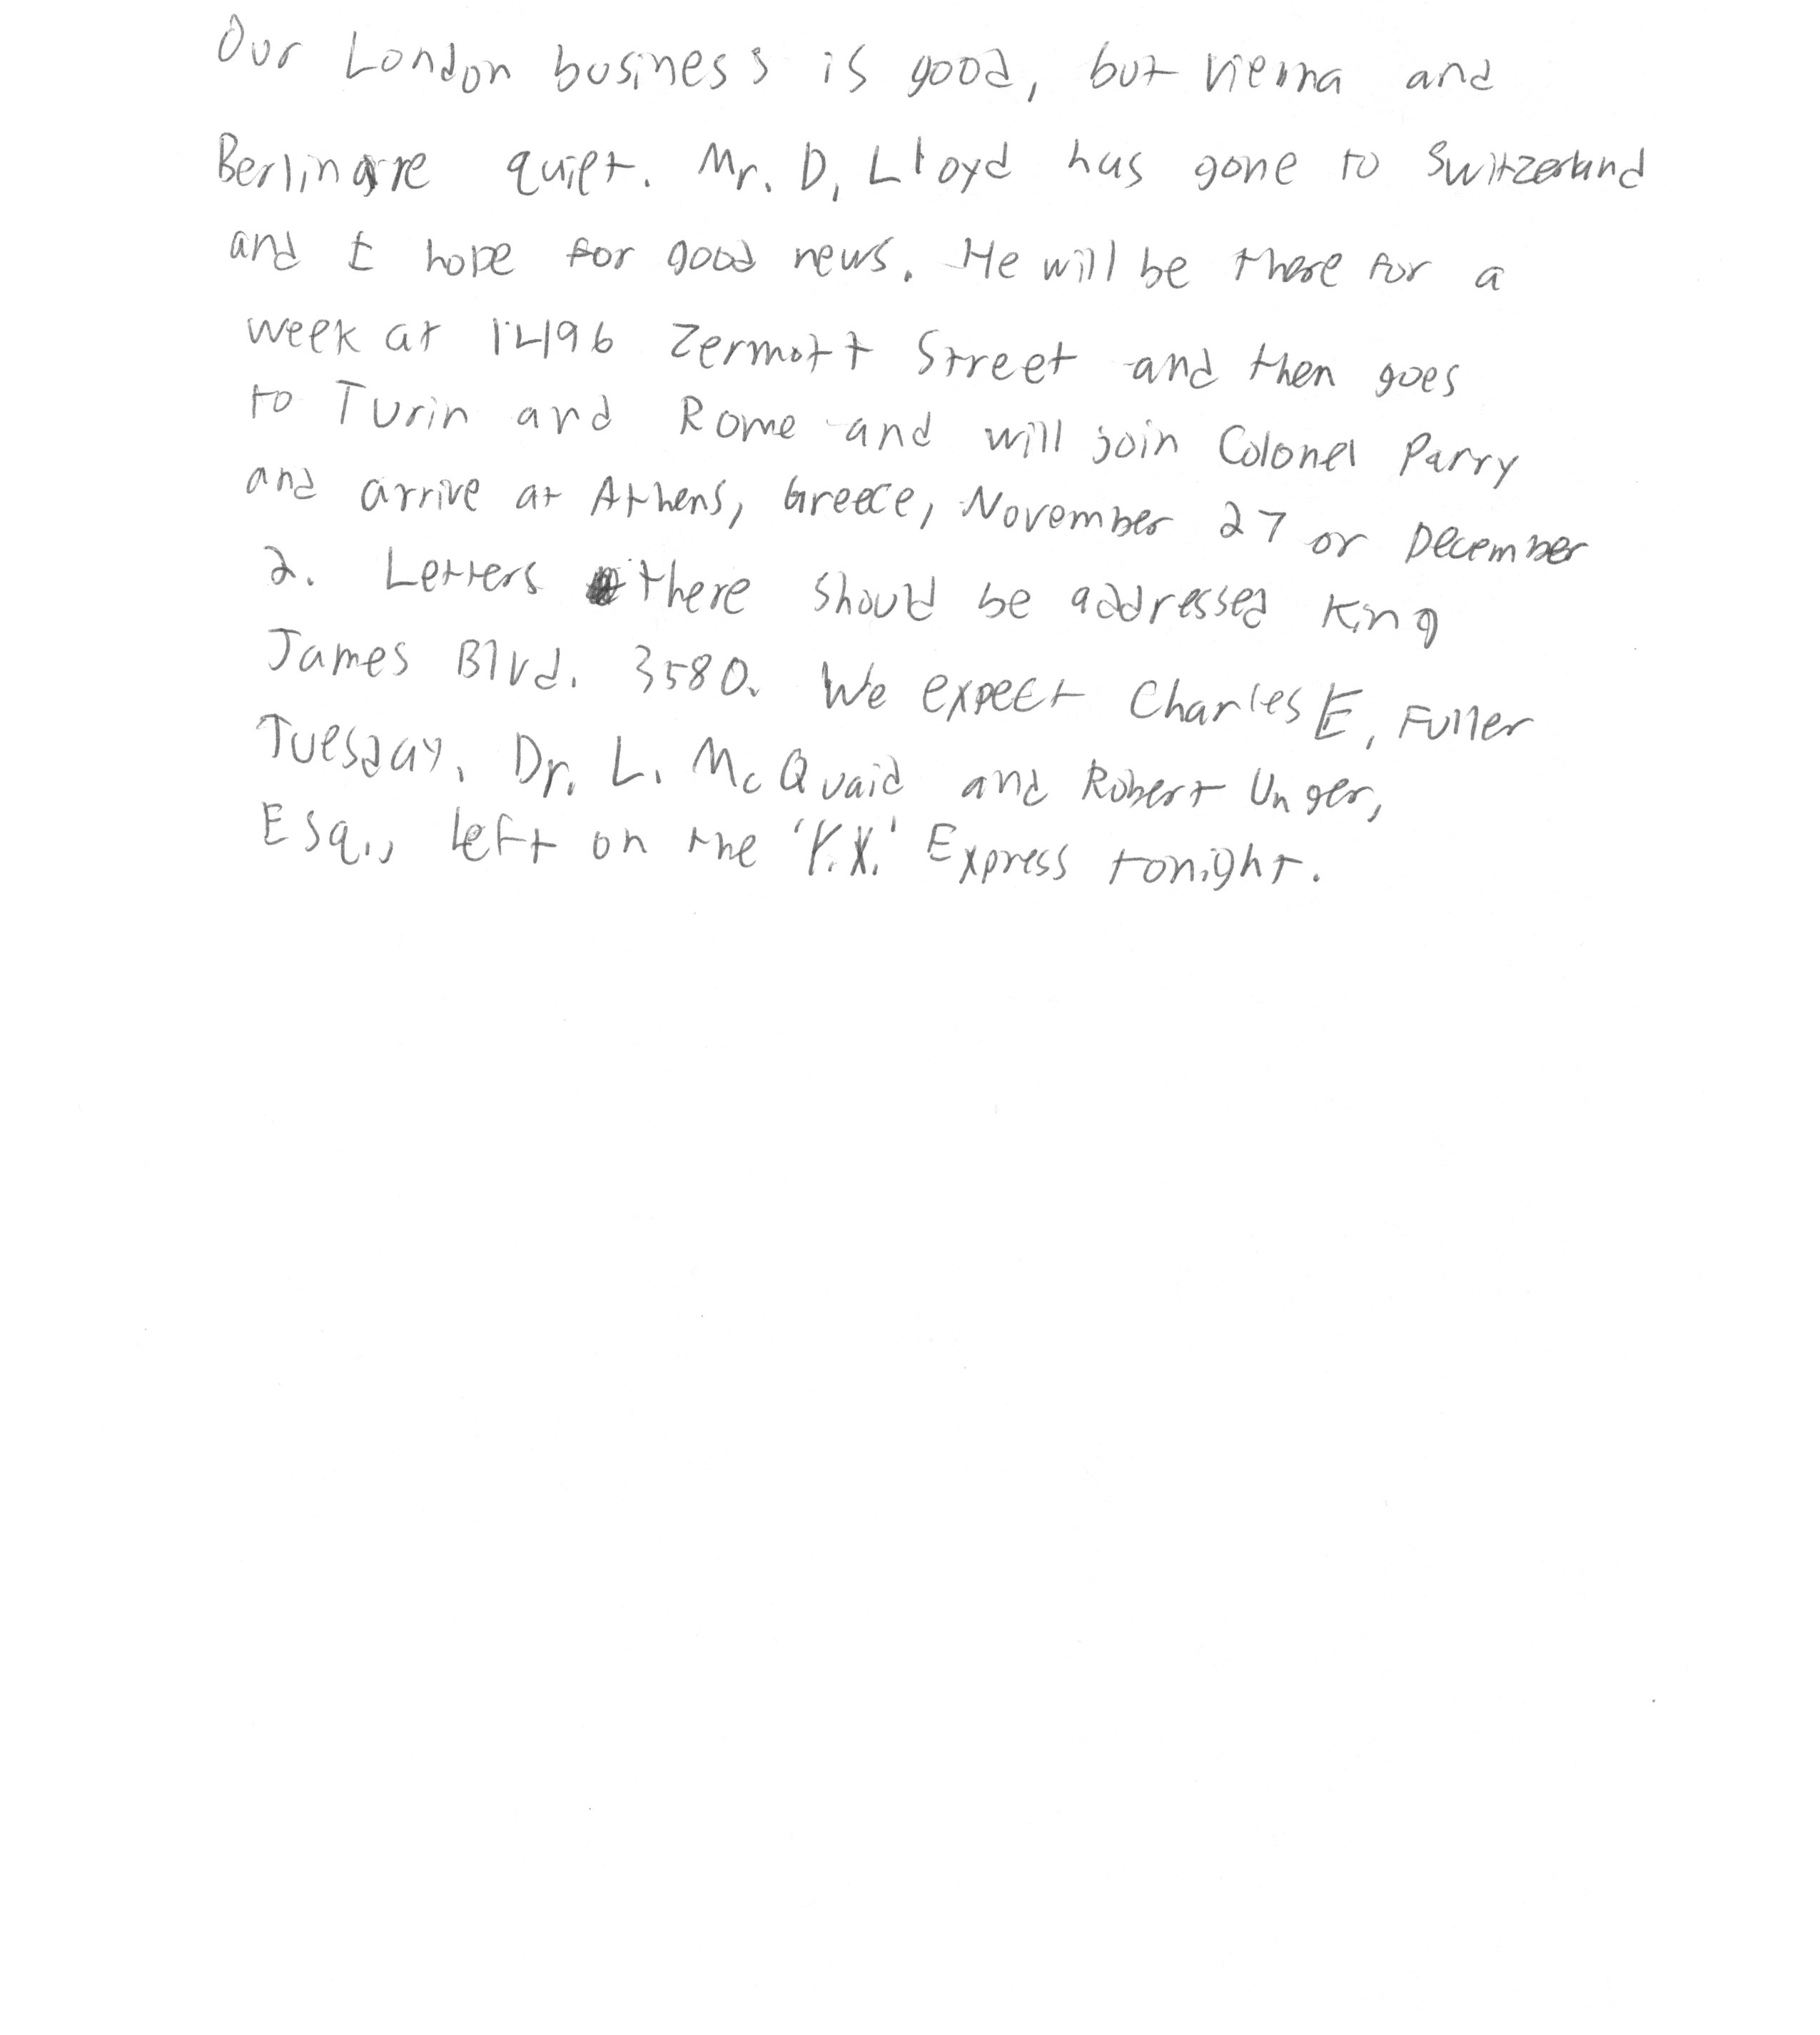 Our London business is good, but Vienna and
Berlin are quiet. Mr. D. Lloyd has gone to Switzerland
and I hope for good news. He will be there for a
week at 1496 Zermott Street and then goes
to Turin and Rome and will join Colonel Parry
and arrive at Athens, Greece, November 27 or December
2. Letters there should be addressed King
James Blvd. 3580. We expect Charles E. Fuller
Tuesday. Dr. L. McQuaid and Robert Unger,
Esq., left on the 'Y.X.' Express tonight.